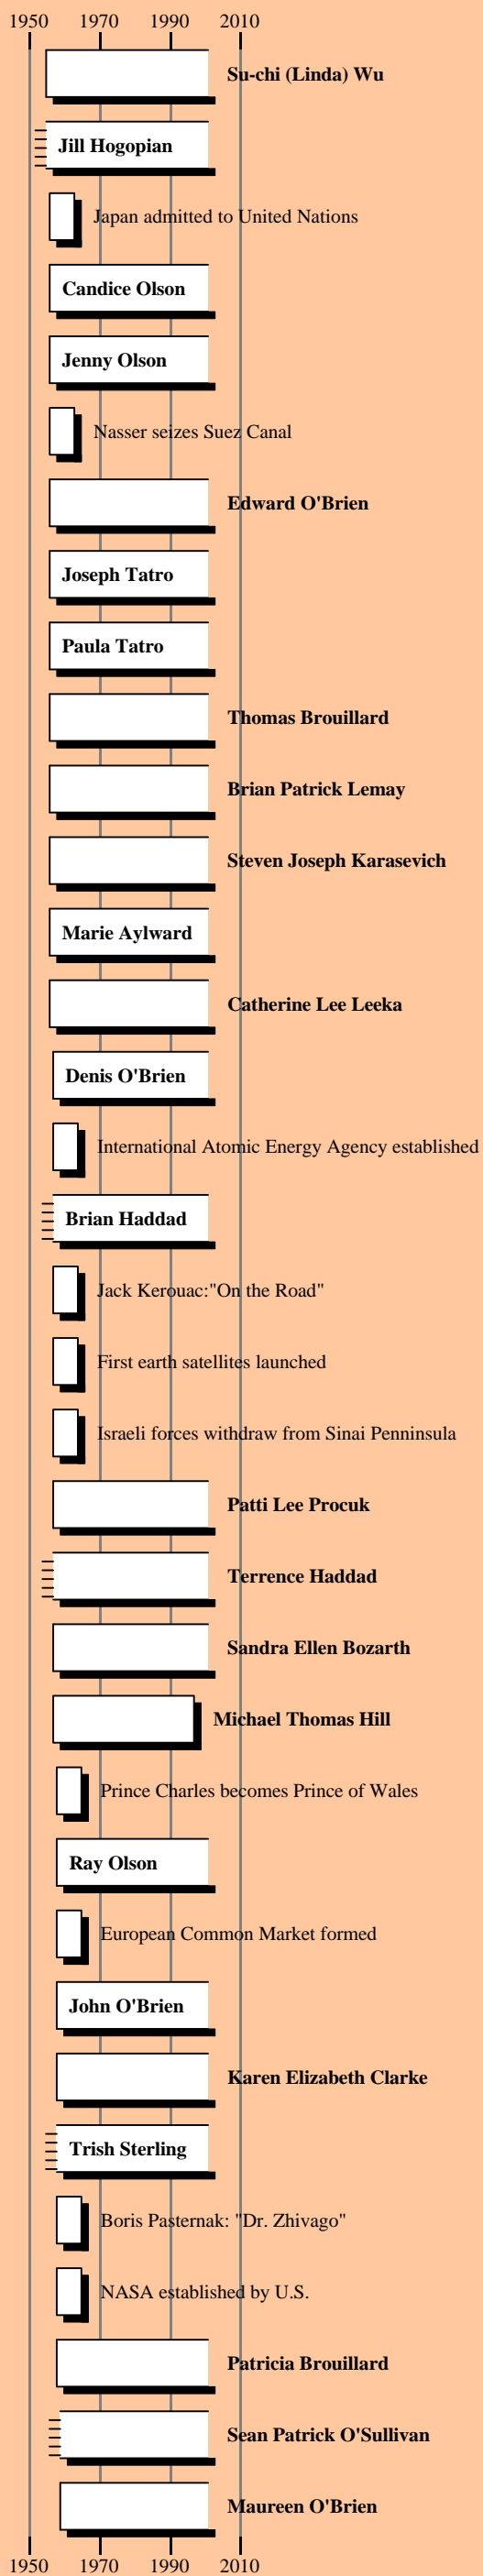 1950 1970 1990 2010
Su-chi (Linda) Wu
Jill Hogopian
Japan admitted to United Nations
Candice Olson
Jenny Olson
Nasser seizes Suez Canal
Edward O'Brien
Joseph Tatro
Paula Tatro
Thomas Brouillard
Brian Patrick Lemay
Steven Joseph Karasevich
Marie Aylward
Catherine Lee Leeka
Denis O'Brien
International Atomic Energy Agency established
Brian Haddad
Jack Kerouac:"On the Road"
First earth satellites launched
Israeli forces withdraw from Sinai Penninsula
Patti Lee Procuk
Terrence Haddad
Sandra Ellen Bozarth
Michael Thomas Hill
Prince Charles becomes Prince of Wales
Ray Olson
European Common Market formed
John O'Brien
Karen Elizabeth Clarke
Trish Sterling
Boris Pasternak: "Dr. Zhivago"
NASA established by U.S.
Patricia Brouillard
Sean Patrick O'Sullivan
Maureen O'Brien
1950 1970 1990 2010